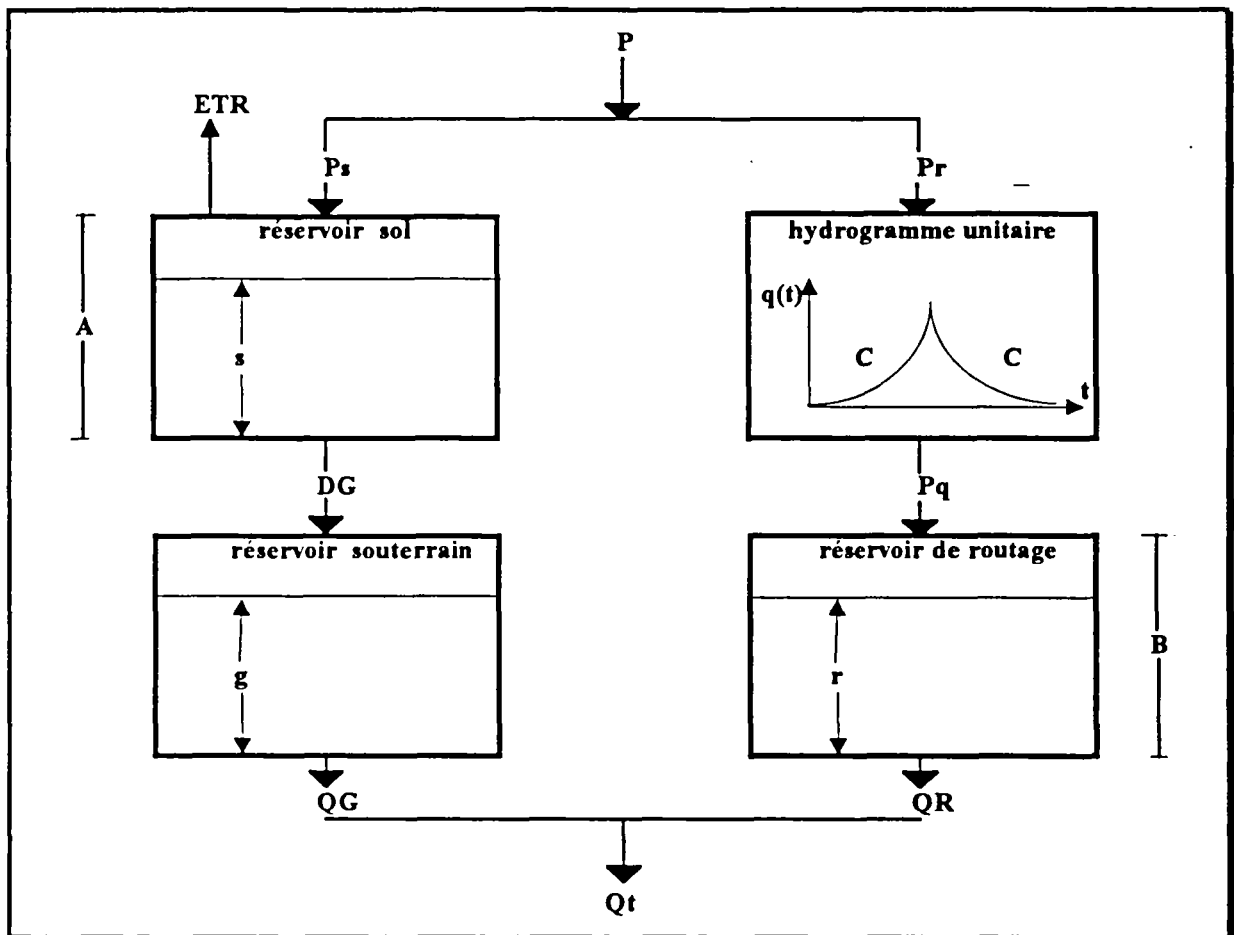 P
ETR
Ps
Pr
réservoir sol
hydrogramme unitaire
q(t)
A
s
C
C
t
DG
Pq
réservoir souterrain
réservoir de routage
g
r
B
QG
QR
Qt